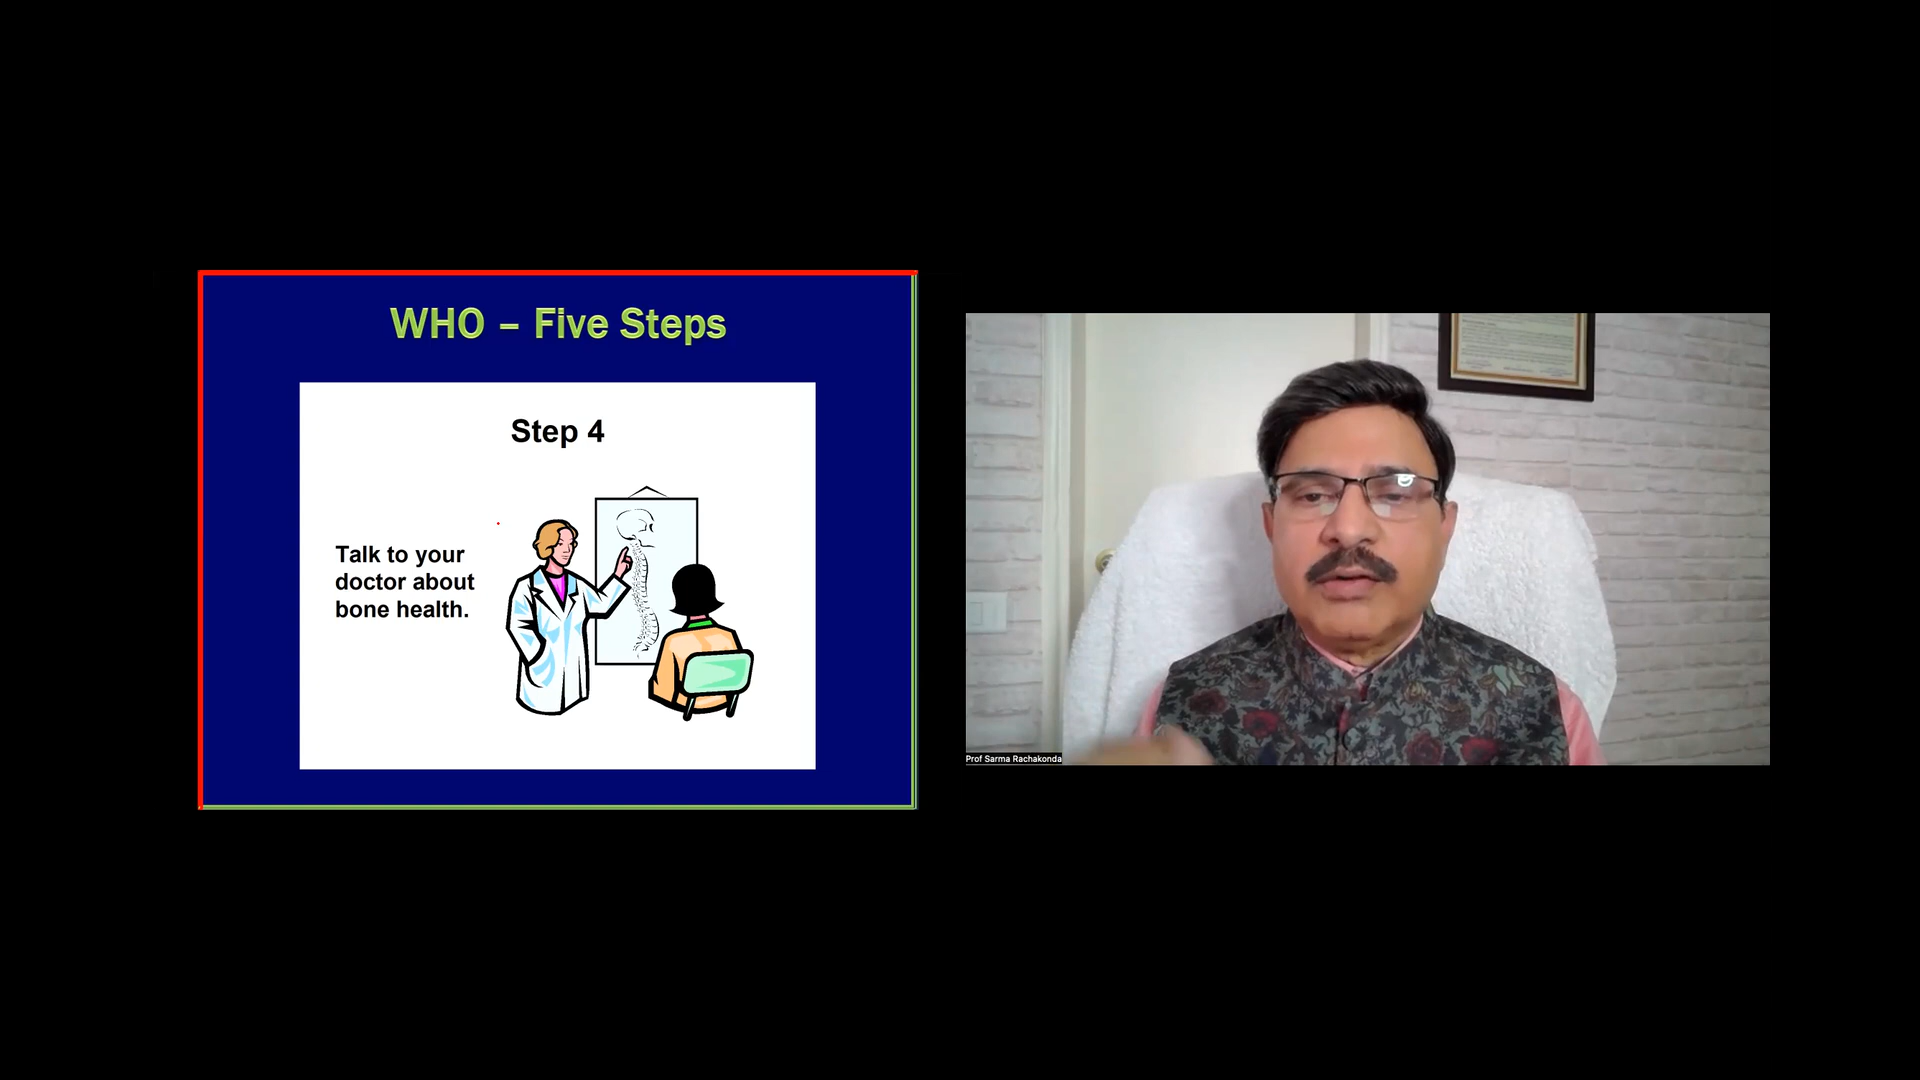 WHO – Five Steps
Step 4
Talk to your
doctor about
bone health.
Prof Sarma Rachakonda